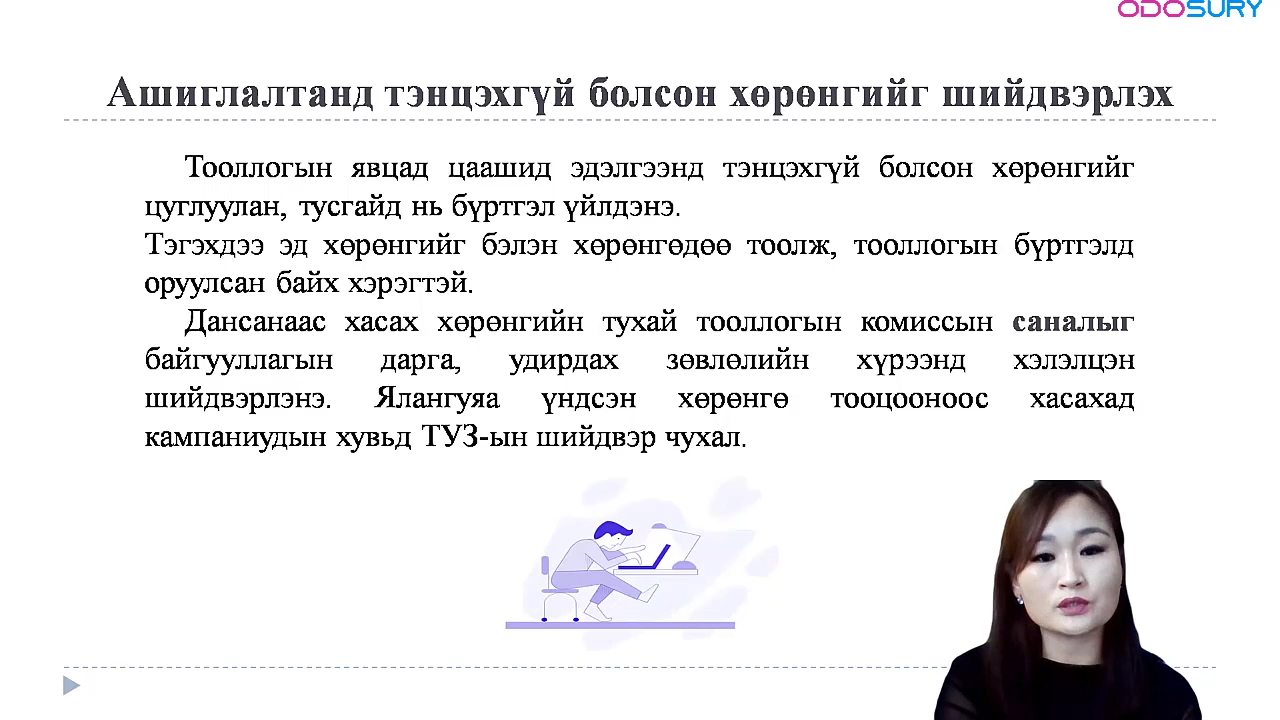 ODOSURY
Ашиглалтанд тэнцэхгүй болсон хөрөнгийг шийдвэрлэх
Тооллогын явцад цаашид эдэлгээнд тэнцэхгүй болсон хөрөнгийг
цуглуулан, тусгайд нь бүртгэл үйлдэнэ.
Тэгэхдээ эд хөрөнгийг бэлэн хөрөнгөдөө тоолж, тооллогын бүртгэлд
оруулсан байх хэрэгтэй.
Дансанаас хасах хөрөнгийн тухай тооллогын комиссын саналыг
байгууллагын дарга, удирдах зөвлөлийн хүрээнд хэлэлцэн
шийдвэрлэнэ. Ялангуяа үндсэн хөрөнгө тооцооноос хасахад
кампаниудын хувьд ТУЗ-ын шийдвэр чухал.